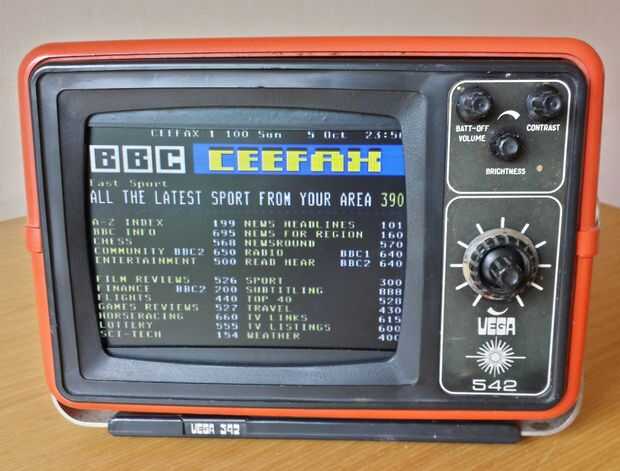 CEEFAX 1 100 Sun 5 Oct 23:5
BBC CEEFAX
East Sport
ALL THE LATEST SPORT FROM YOUR AREA 390
A-Z INDEX 199 NEWS HEADLINES 101
BBC INFO 695 NEWS FOR REGION 160
CHESS 568 NEWSROUND 570
COMMUNITY BBC2 650 RADIO BBC1 640
ENTERTAINMENT 500 READ HEAR BBC2 640
FILM REVIEWS 526 SPORT 300
FINANCE BBC2 200 SUBTITLING 888
FLIGHTS 440 TOP 40 528
GAMES REVIEWS 527 TRAVEL 430
HORSERACING 660 TV LINKS 615
LOTTERY 555 TV LISTINGS 600
SCI-TECH 154 WEATHER 400
BATT-OFF
VOLUME
CONTRAST
BRIGHTNESS
VEGA
542
VEGA 342